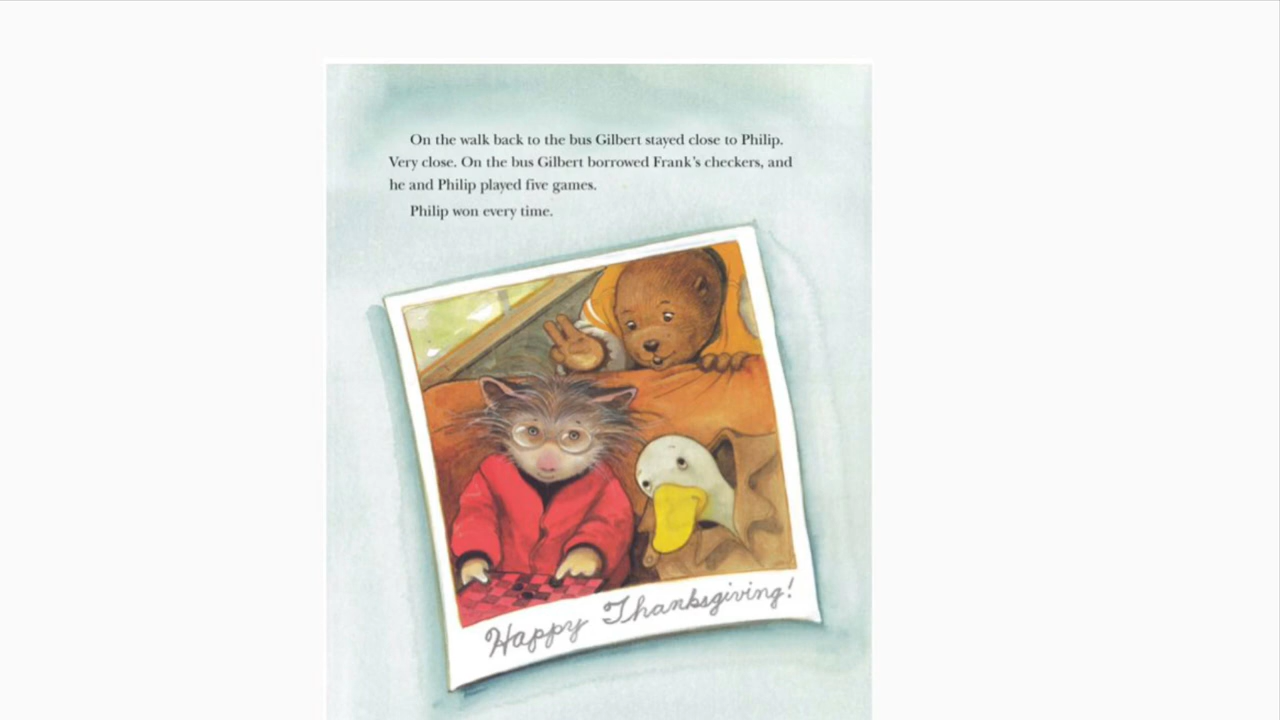 On the walk back to the bus Gilbert stayed close to Philip.
Very close. On the bus Gilbert borrowed Frank's checkers, and
he and Philip played five games.
Philip won every time.
Happy Thanksgiving!